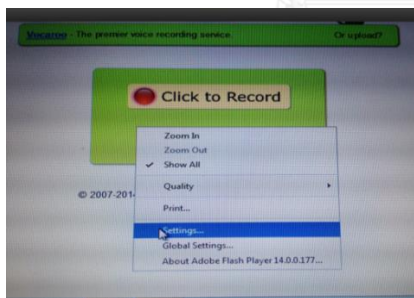 Vocaroo - The premier voice recording service. Or upload?
Click to Record
Zoom In
Zoom Out
Show All
Quality
© 2007-201
Print...
Settings...
Global Settings...
About Adobe Flash Player 14.0.0.177...